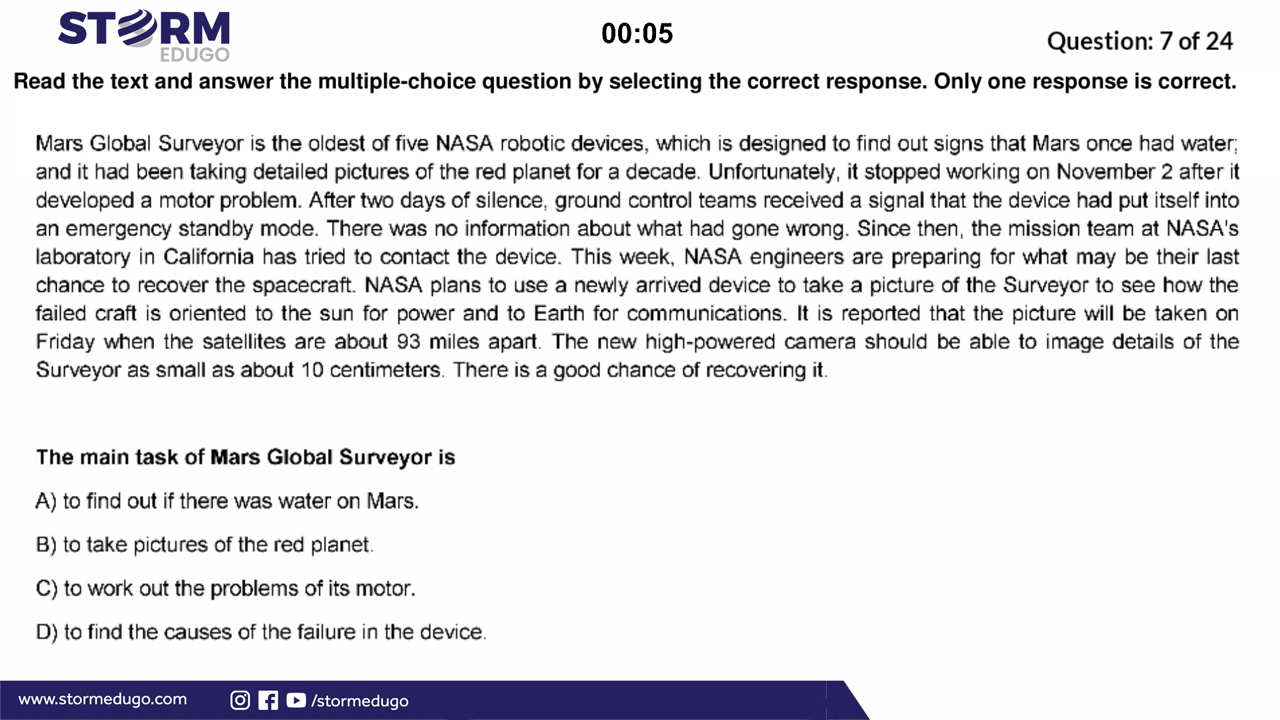 STORM
EDUGO
00:05
Question: 7 of 24
Read the text and answer the multiple-choice question by selecting the correct response. Only one response is correct.
Mars Global Surveyor is the oldest of five NASA robotic devices, which is designed to find out signs that Mars once had water;
and it had been taking detailed pictures of the red planet for a decade. Unfortunately, it stopped working on November 2 after it
developed a motor problem. After two days of silence, ground control teams received a signal that the device had put itself into
an emergency standby mode. There was no information about what had gone wrong. Since then, the mission team at NASA's
laboratory in California has tried to contact the device. This week, NASA engineers are preparing for what may be their last
chance to recover the spacecraft. NASA plans to use a newly arrived device to take a picture of the Surveyor to see how the
failed craft is oriented to the sun for power and to Earth for communications. It is reported that the picture will be taken on
Friday when the satellites are about 93 miles apart. The new high-powered camera should be able to image details of the
Surveyor as small as about 10 centimeters. There is a good chance of recovering it.
The main task of Mars Global Surveyor is
A) to find out if there was water on Mars.
B) to take pictures of the red planet.
C) to work out the problems of its motor.
D) to find the causes of the failure in the device.
www.stormedugo.com
/stormedugo